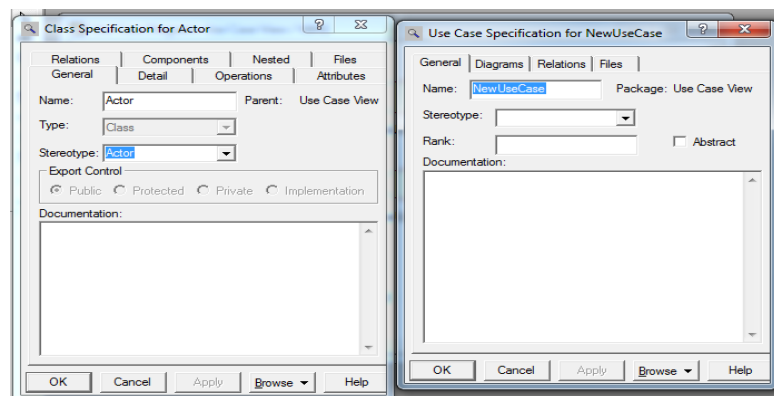 Class Specification for Actor
Relations Components Nested Files
General Detail Operations Attributes
Name: Actor Parent: Use Case View
Type: Class
Stereotype: Actor
Export Control
Public Protected Private Implementation
Documentation:
OK Cancel Apply Browse Help
Use Case Specification for NewUseCase
General Diagrams Relations Files
Name: NewUseCase Package: Use Case View
Stereotype:
Rank: Abstract
Documentation:
OK Cancel Apply Browse Help